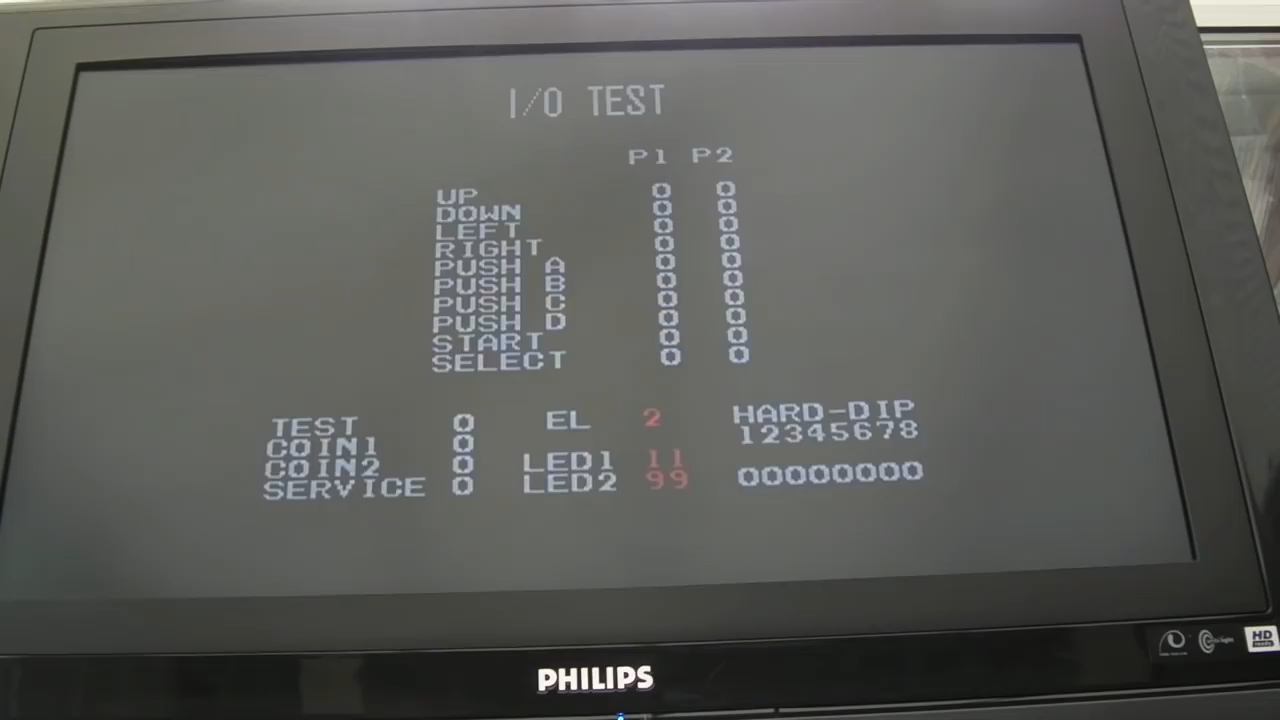 I/O TEST
P1 P2
UP 0 0
DOWN 0 0
LEFT 0 0
RIGHT 0 0
PUSH A 0 0
PUSH B 0 0
PUSH C 0 0
PUSH D 0 0
START 0 0
SELECT 0 0
TEST 0 EL 2 HARD-DIP
COIN1 0 12345678
COIN2 0 LED1 11
SERVICE 0 LED2 99 00000000
PHILIPS
HD